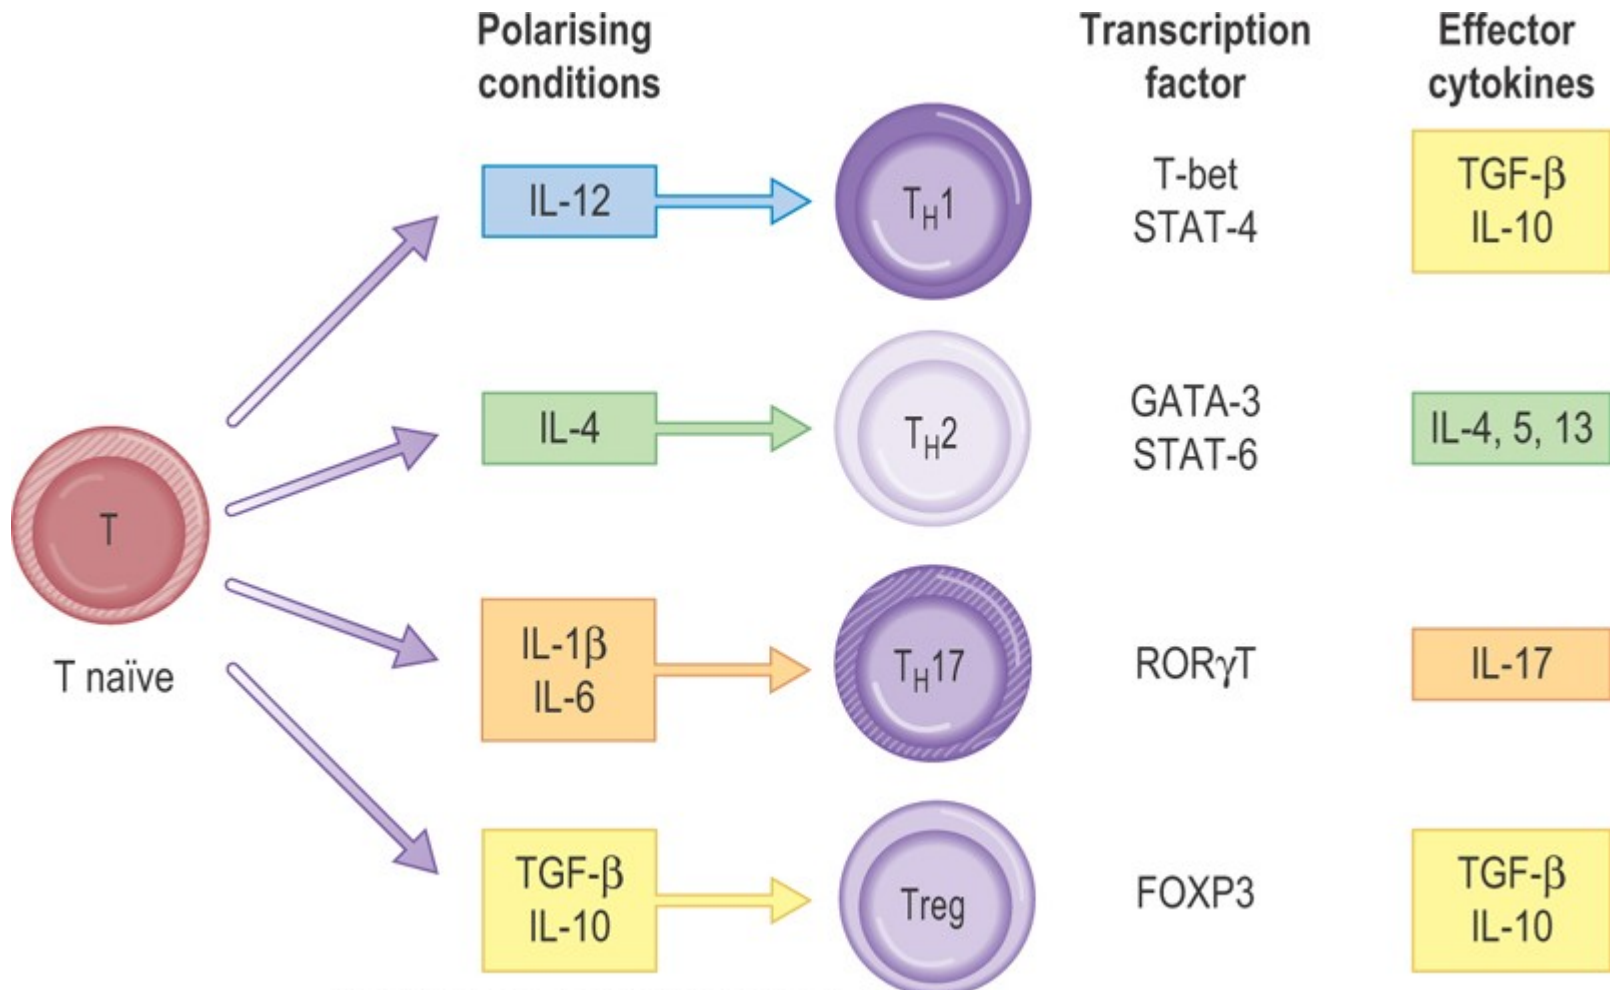 Polarising
conditions
Transcription
factor
Effector
cytokines
IL-12
TH1
T-bet
STAT-4
TGF-β
IL-10
IL-4
TH2
GATA-3
STAT-6
IL-4, 5, 13
T
T naïve
IL-1β
IL-6
TH17
RORγT
IL-17
TGF-β
IL-10
Treg
FOXP3
TGF-β
IL-10